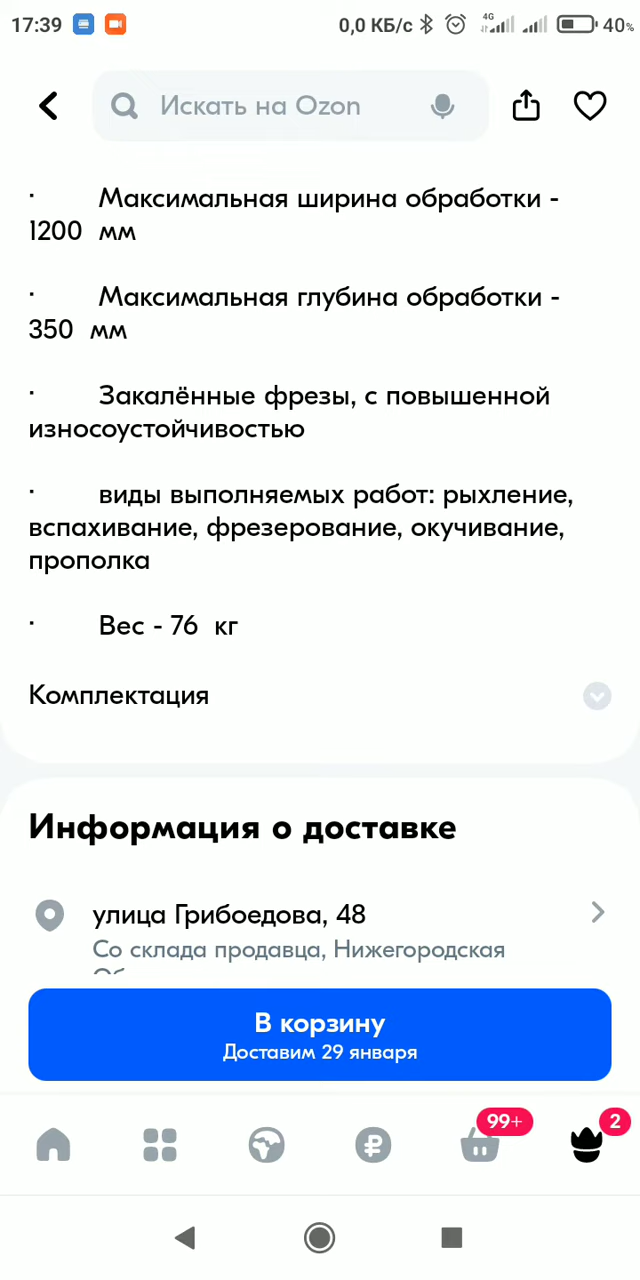 17:39
0,0 КБ/с 4G 40%
Искать на Ozon
· Максимальная ширина обработки -
1200 мм
· Максимальная глубина обработки -
350 мм
· Закалённые фрезы, с повышенной
износоустойчивостью
· виды выполняемых работ: рыхление,
вспахивание, фрезерование, окучивание,
прополка
· Вес - 76 кг
Комплектация
Информация о доставке
улица Грибоедова, 48
Со склада продавца, Нижегородская
В корзину
Доставим 29 января
99+
2